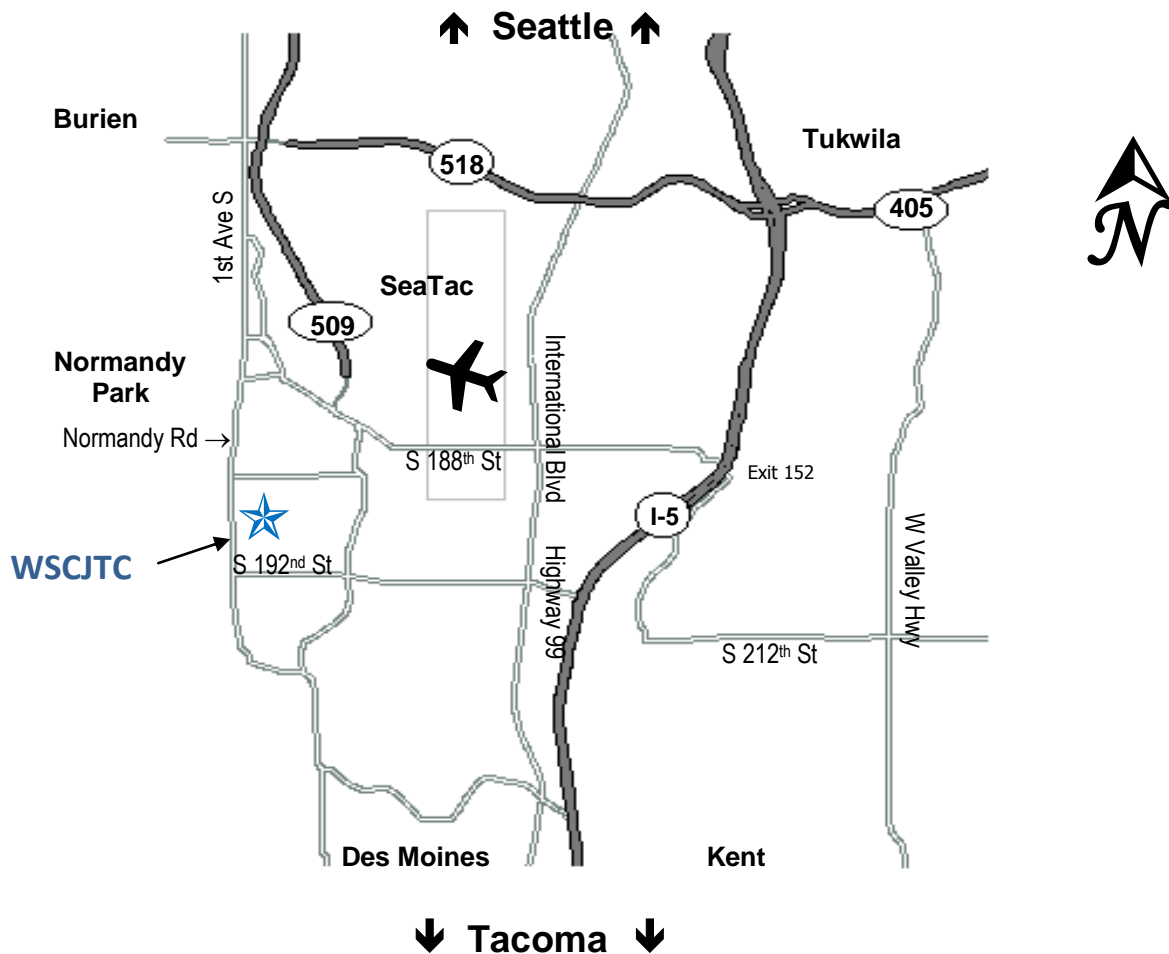 ↑ Seattle ↑
Burien
Tukwila
518
405
1st Ave S
SeaTac
509
Normandy
Park
International Blvd
Normandy Rd →
S 188th St
Exit 152
I-5
WSCJTC
S 192nd St
Highway 99
W Valley Hwy
S 212th St
Des Moines
Kent
↓ Tacoma ↓
N